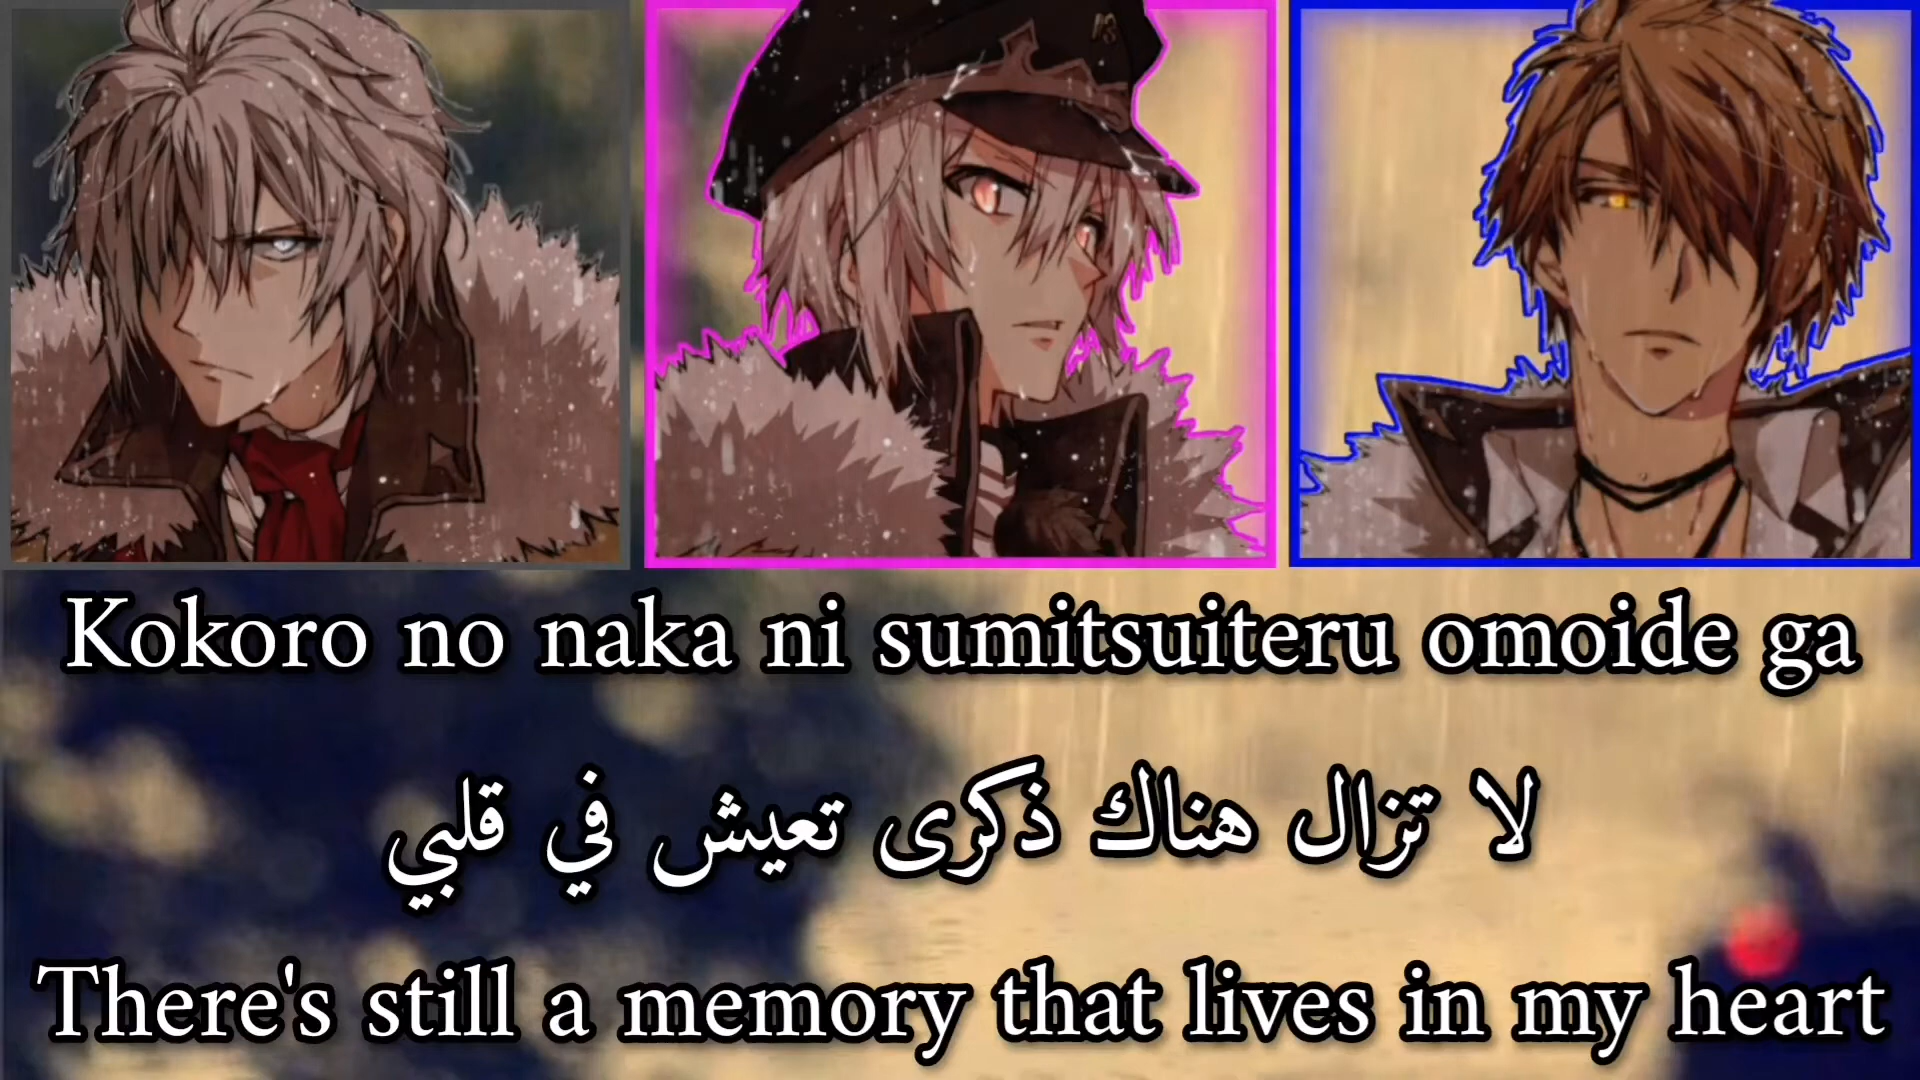 Kokoro no naka ni sumitsuiteru omoide ga
لا تزال هناك ذكرى تعيش في قلبي
There's still a memory that lives in my heart